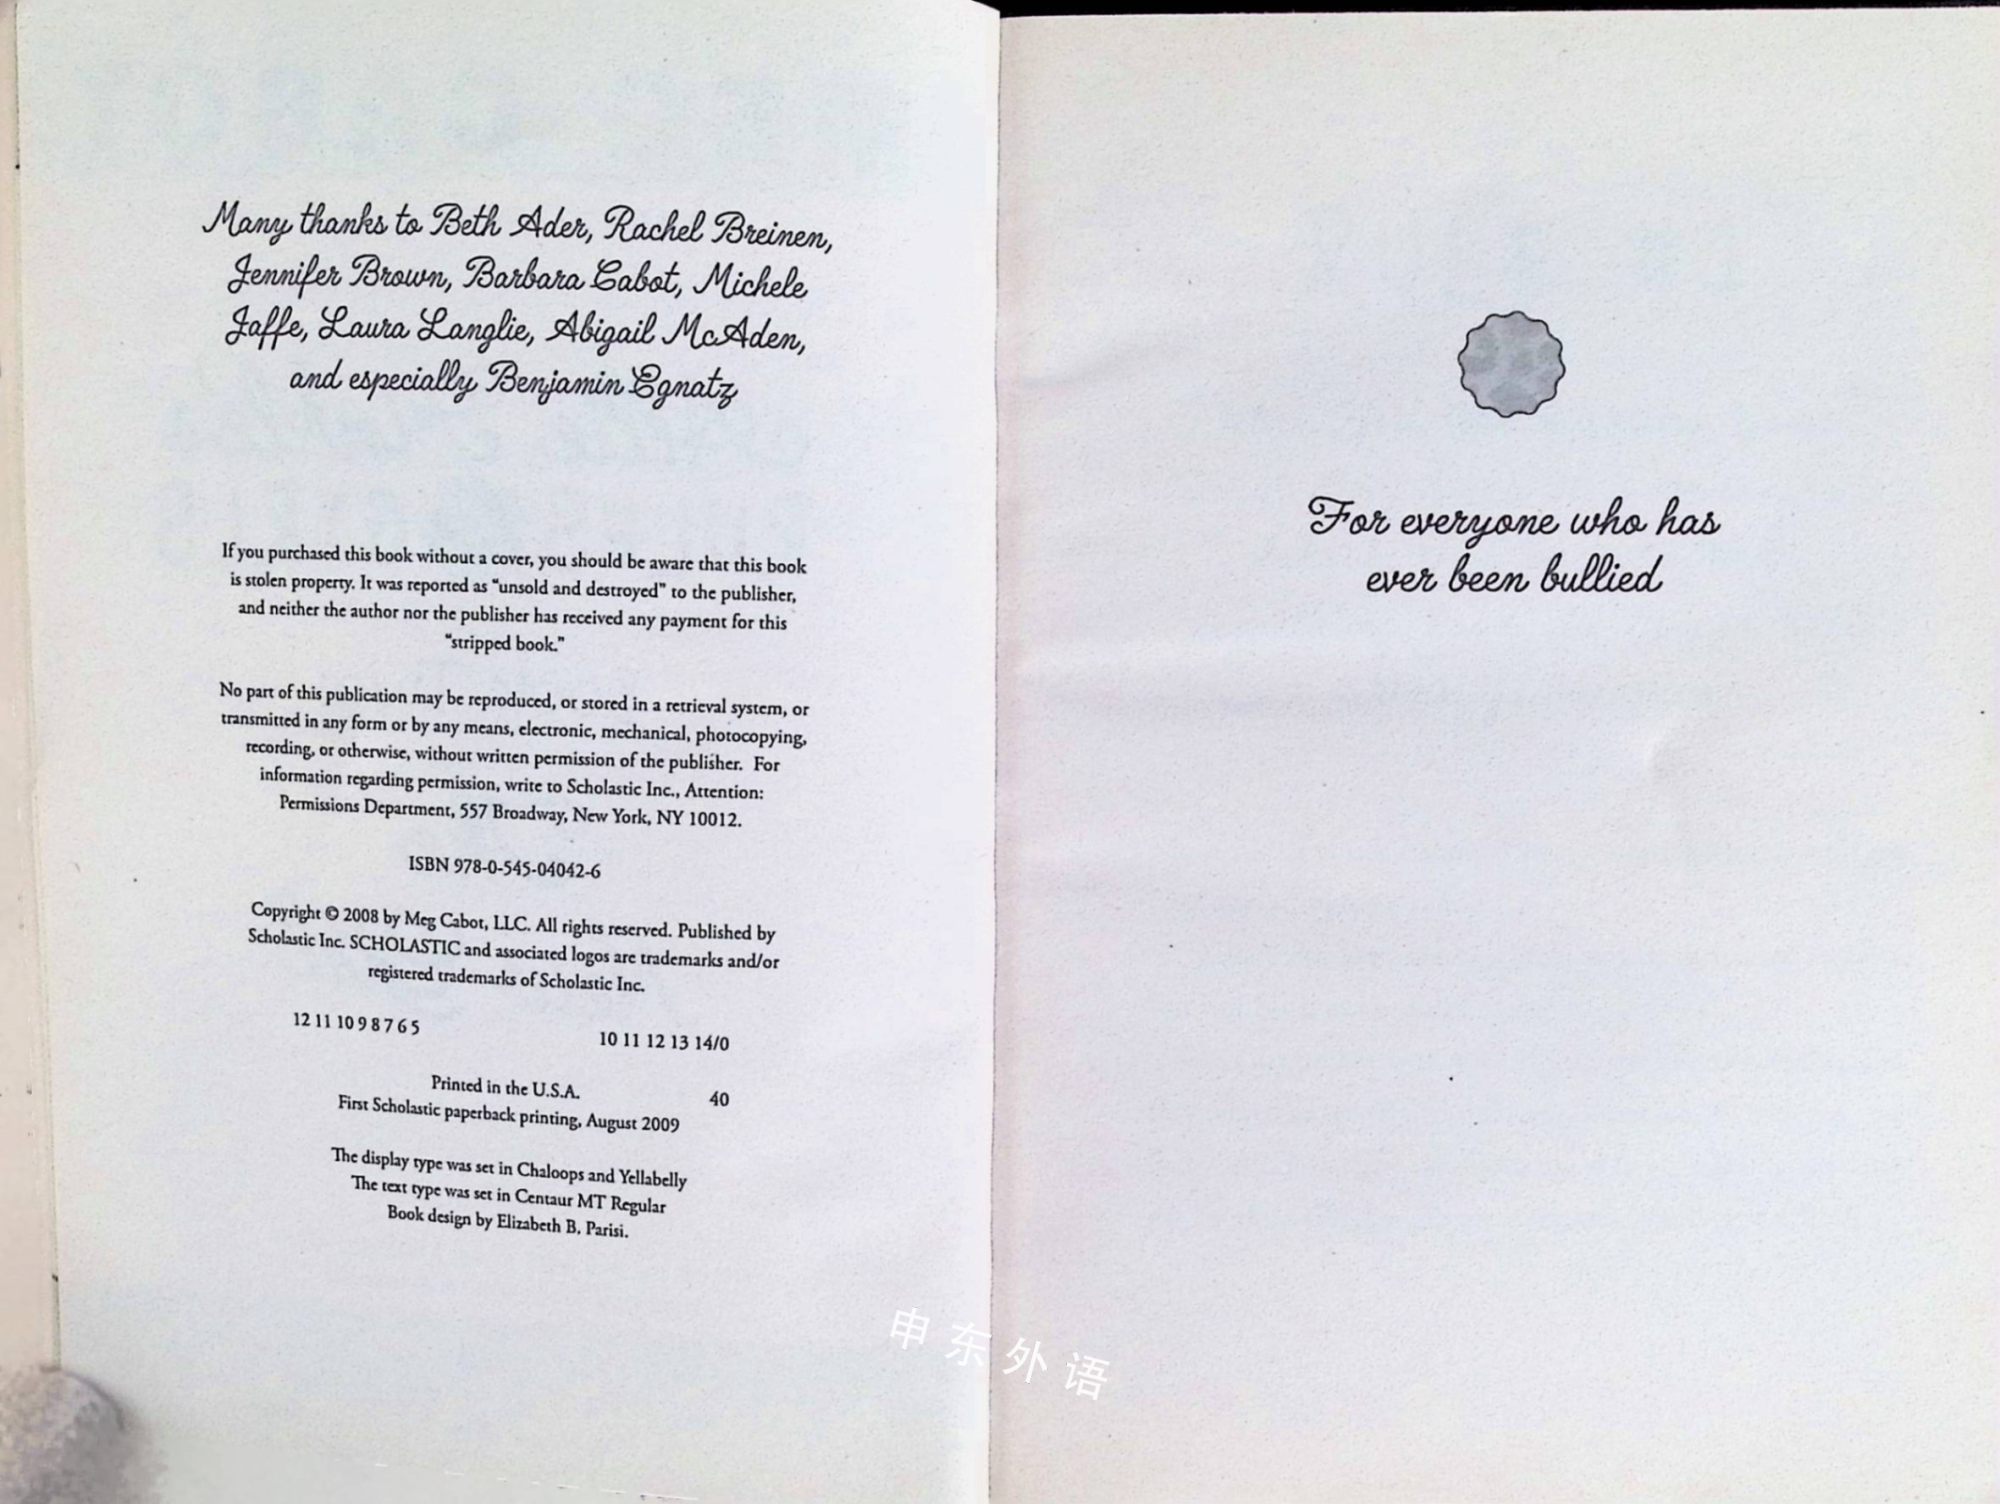 Many thanks to Beth Ader, Rachel Breinen,
Jennifer Brown, Barbara Cabot, Michele
Jaffe, Laura Langlie, Abigail McAden,
and especially Benjamin Egnatz
If you purchased this book without a cover, you should be aware that this book
is stolen property. It was reported as “unsold and destroyed” to the publisher,
and neither the author nor the publisher has received any payment for this
“stripped book.”
No part of this publication may be reproduced, or stored in a retrieval system, or
transmitted in any form or by any means, electronic, mechanical, photocopying,
recording, or otherwise, without written permission of the publisher. For
information regarding permission, write to Scholastic Inc., Attention:
Permissions Department, 557 Broadway, New York, NY 10012.
ISBN 978-0-545-04042-6
Copyright © 2008 by Meg Cabot, LLC. All rights reserved. Published by
Scholastic Inc. SCHOLASTIC and associated logos are trademarks and/or
registered trademarks of Scholastic Inc.
12 11 10 9 8 7 6 5 10 11 12 13 14/0
Printed in the U.S.A. 40
First Scholastic paperback printing, August 2009
The display type was set in Chaloops and Yellabelly
The text type was set in Centaur MT Regular
Book design by Elizabeth B. Parisi.
For everyone who has
ever been bullied
申东外语